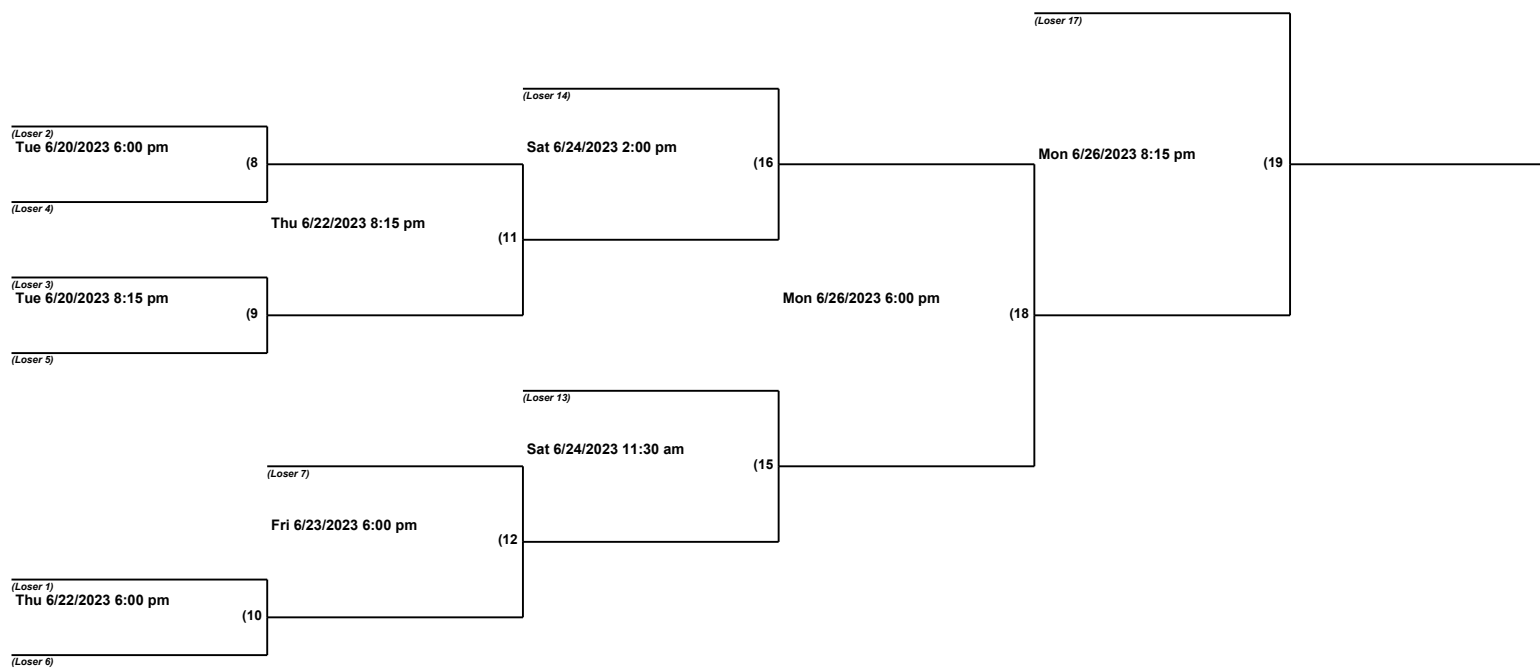 (Loser 17)
(Loser 14)
(Loser 2)
Tue 6/20/2023 6:00 pm
(8
Sat 6/24/2023 2:00 pm
(16
Mon 6/26/2023 8:15 pm
(19
(Loser 4)
Thu 6/22/2023 8:15 pm
(11
(Loser 3)
Tue 6/20/2023 8:15 pm
(9
Mon 6/26/2023 6:00 pm
(18
(Loser 5)
(Loser 13)
Sat 6/24/2023 11:30 am
(15
(Loser 7)
Fri 6/23/2023 6:00 pm
(12
(Loser 1)
Thu 6/22/2023 6:00 pm
(10
(Loser 6)